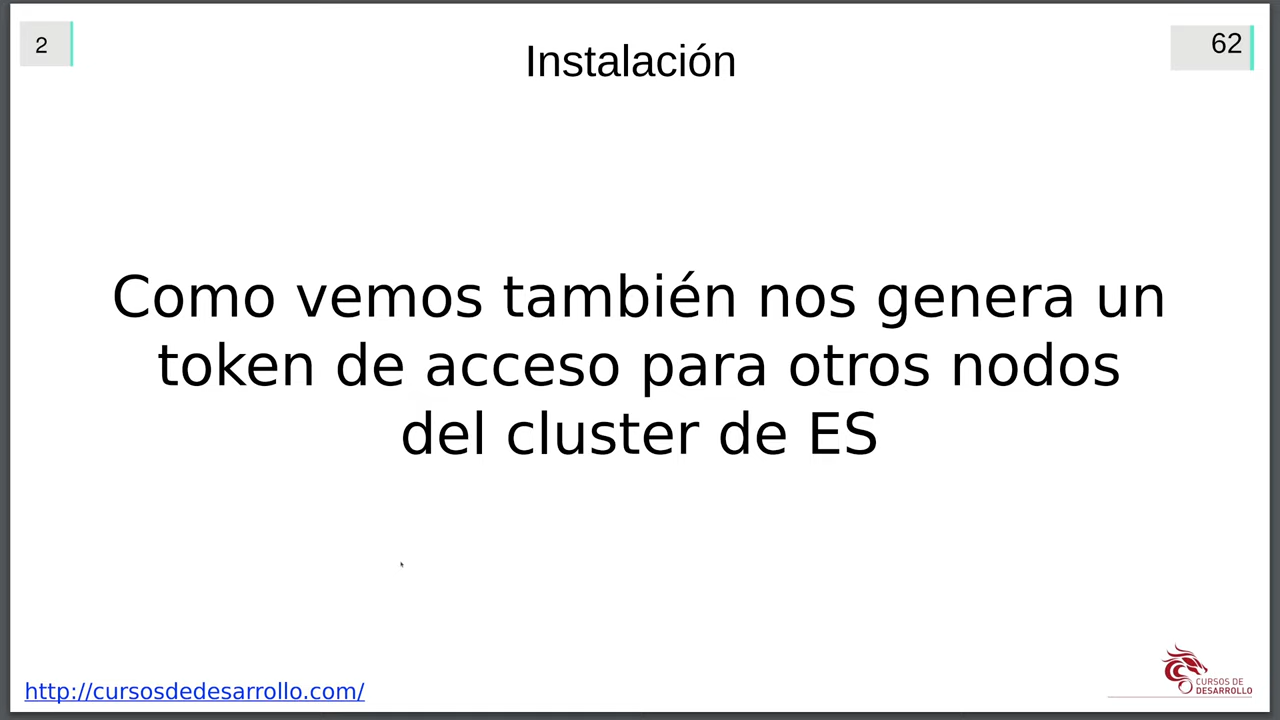 2
Instalación
62
Como vemos también nos genera un
token de acceso para otros nodos
del cluster de ES
http://cursosdedesarrollo.com/
CURSOS DE
DESARROLLO